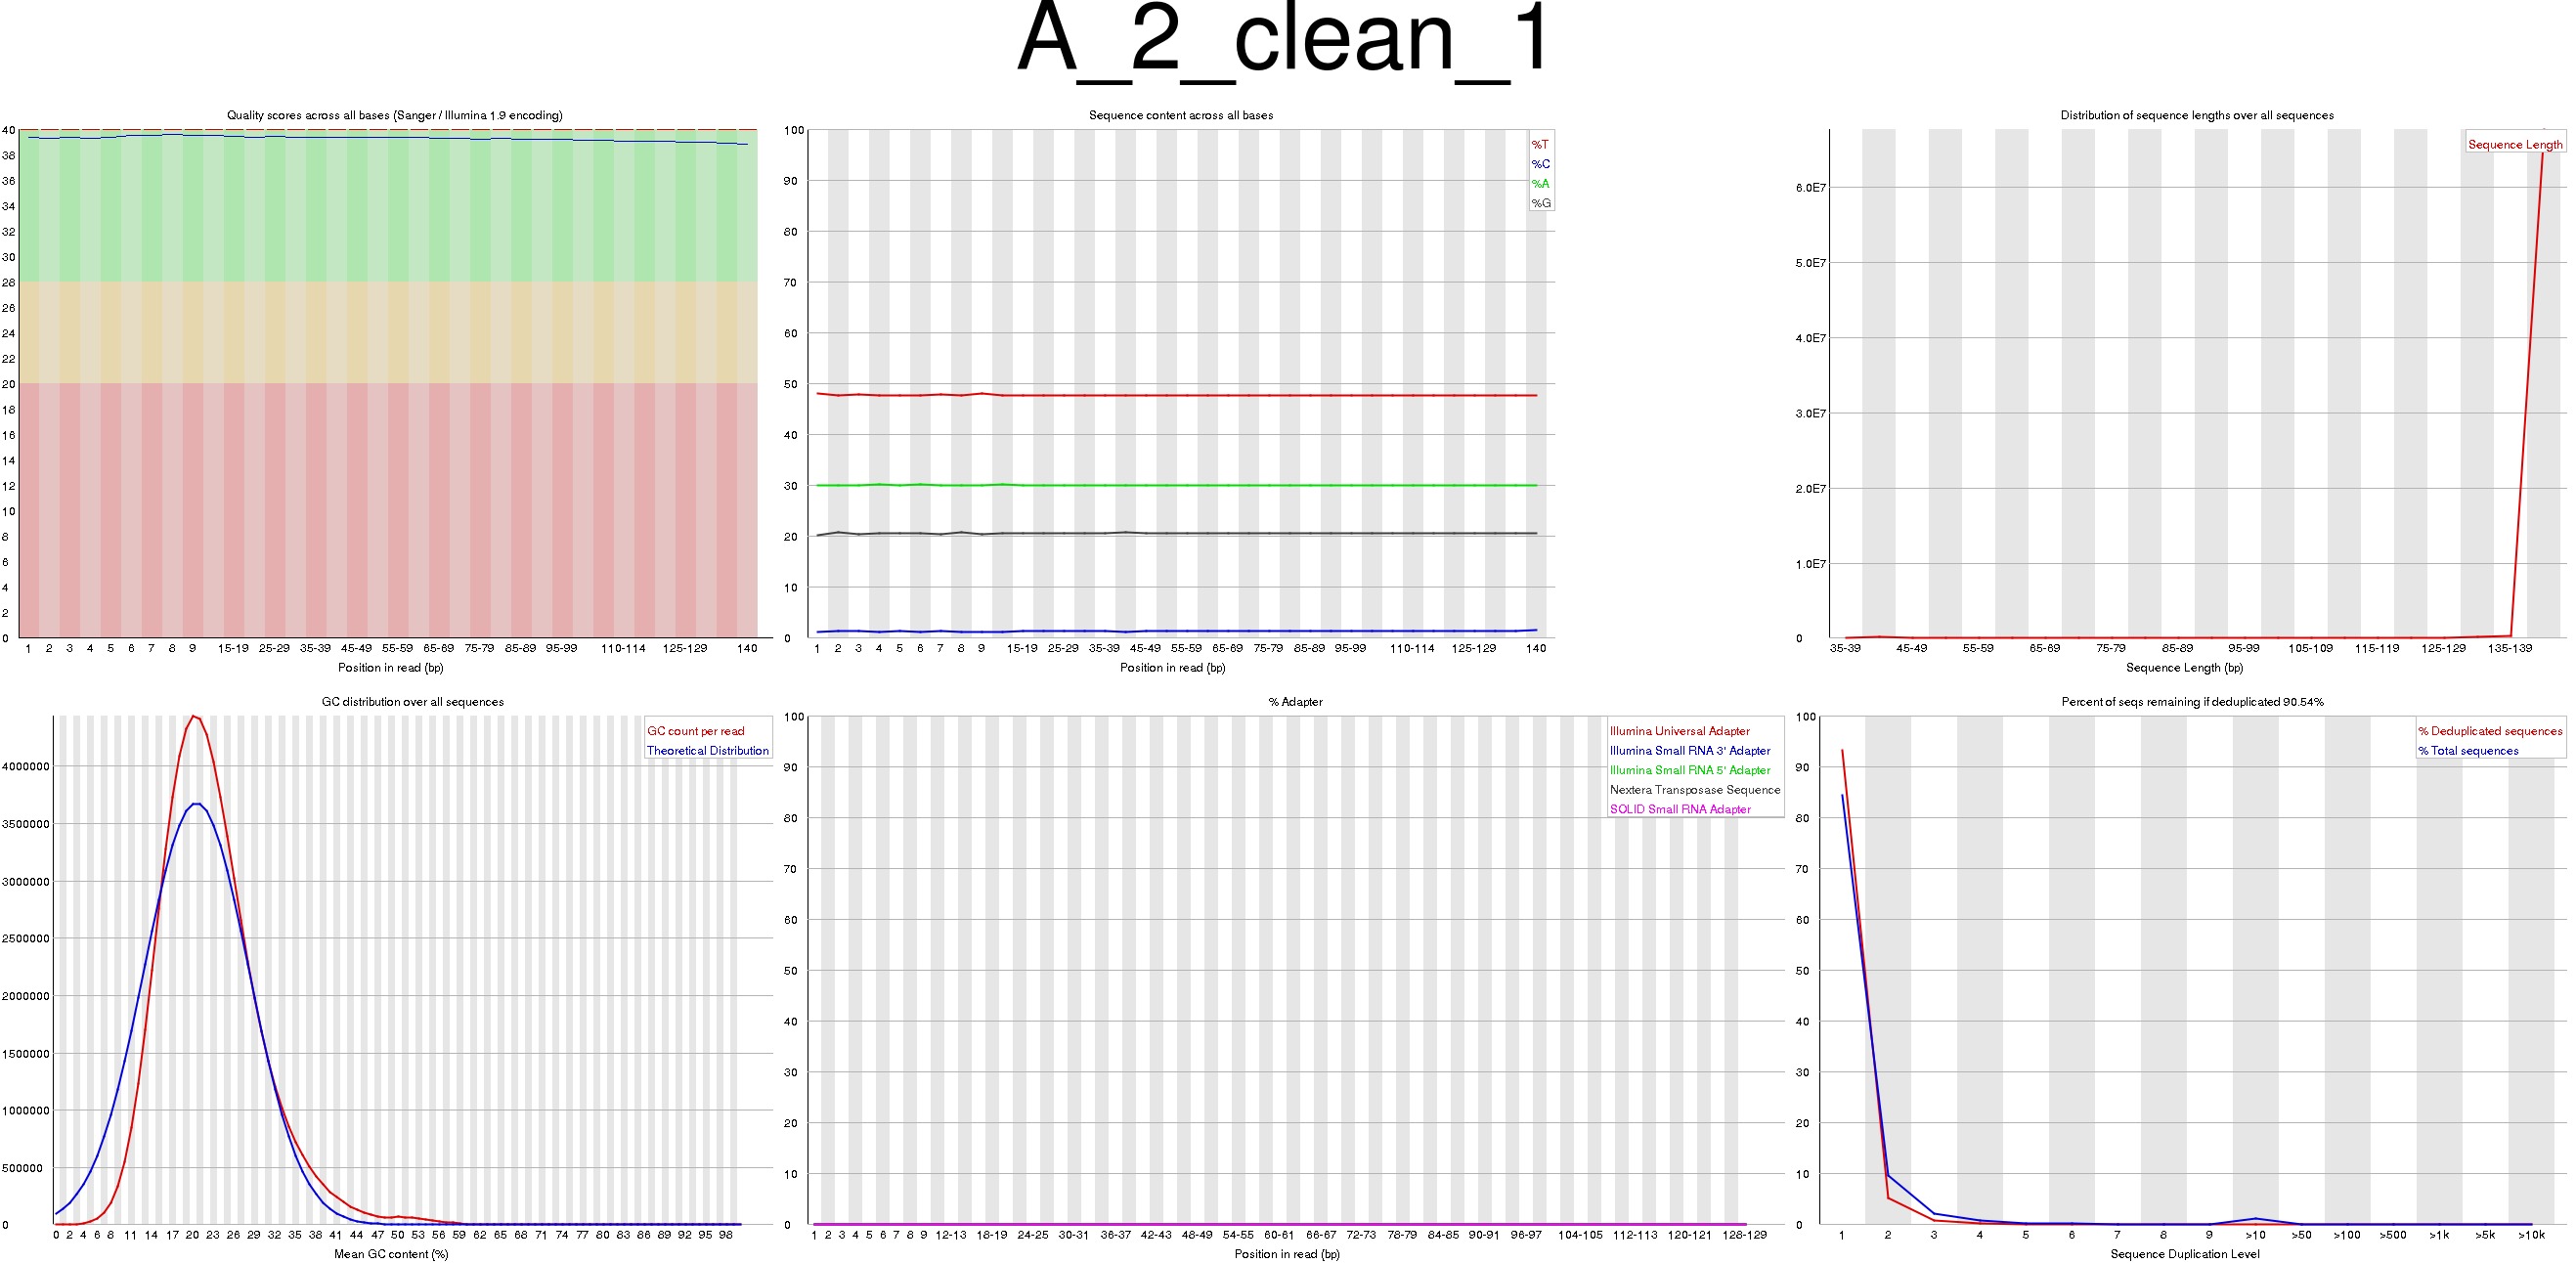 A_2_clean_1
Quality scores across all bases (Sanger / Illumina 1.9 encoding)
40
38
36
34
32
30
28
26
24
22
20
18
16
14
12
10
8
6
4
2
0
1 2 3 4 5 6 7 8 9 15-19 25-29 35-39 45-49 55-59 65-69 75-79 85-89 95-99 110-114 125-129 140
Position in read (bp)
Sequence content across all bases
100
90
80
70
60
50
40
30
20
10
0
%T
%C
%A
%G
1 2 3 4 5 6 7 8 9 15-19 25-29 35-39 45-49 55-59 65-69 75-79 85-89 95-99 110-114 125-129 140
Position in read (bp)
Distribution of sequence lengths over all sequences
Sequence Length
6.0E7
5.0E7
4.0E7
3.0E7
2.0E7
1.0E7
0
35-39 45-49 55-59 65-69 75-79 85-89 95-99 105-109 115-119 125-129 135-139
Sequence Length (bp)
GC distribution over all sequences
GC count per read
Theoretical Distribution
4000000
3500000
3000000
2500000
2000000
1500000
1000000
500000
0
0 2 4 6 8 11 14 17 20 23 26 29 32 35 38 41 44 47 50 53 56 59 62 65 68 71 74 77 80 83 86 89 92 95 98
Mean GC content (%)
% Adapter
100
90
80
70
60
50
40
30
20
10
0
Illumina Universal Adapter
Illumina Small RNA 3' Adapter
Illumina Small RNA 5' Adapter
Nextera Transposase Sequence
SOLID Small RNA Adapter
1 2 3 4 5 6 7 8 9 12-13 18-19 24-25 30-31 36-37 42-43 48-49 54-55 60-61 66-67 72-73 78-79 84-85 90-91 96-97 104-105 112-113 120-121 128-129
Position in read (bp)
Percent of seqs remaining if deduplicated 90.54%
% Deduplicated sequences
% Total sequences
100
90
80
70
60
50
40
30
20
10
0
1 2 3 4 5 6 7 8 9 >10 >50 >100 >500 >1k >5k >10k
Sequence Duplication Level